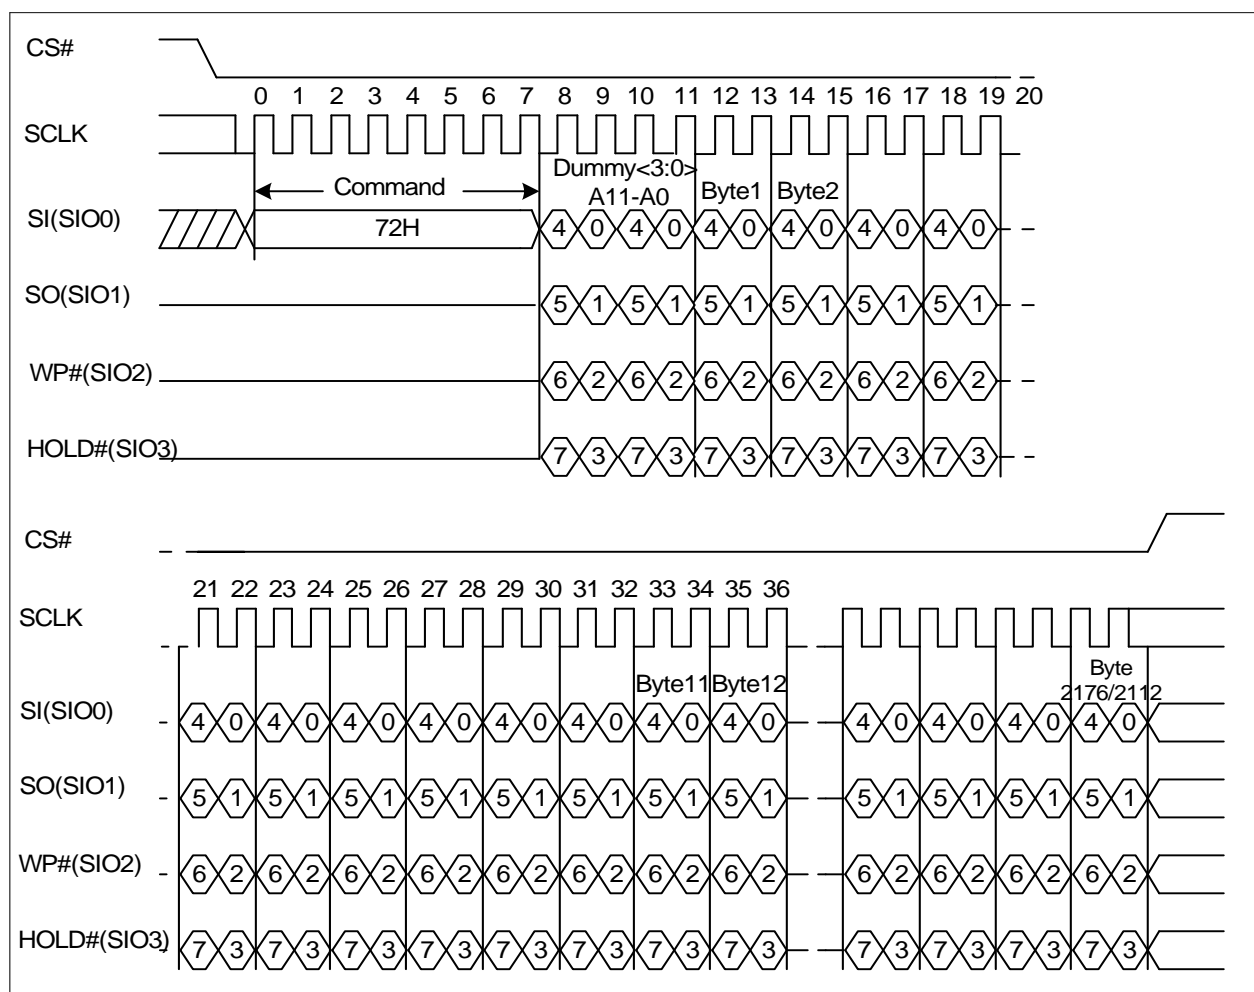 CS#
0 1 2 3 4 5 6 7 8 9 10 11 12 13 14 15 16 17 18 19 20
SCLK
Dummy<3:0>
Command A11-A0 Byte1 Byte2
SI(SIO0) 72H 4 0 4 0 4 0 4 0 4 0 4 0
SO(SIO1) 5 1 5 1 5 1 5 1 5 1 5 1
WP#(SIO2) 6 2 6 2 6 2 6 2 6 2 6 2
HOLD#(SIO3) 7 3 7 3 7 3 7 3 7 3 7 3
CS#
21 22 23 24 25 26 27 28 29 30 31 32 33 34 35 36
SCLK
Byte11 Byte12 Byte
2176/2112
SI(SIO0) 4 0 4 0 4 0 4 0 4 0 4 0 4 0 4 0 4 0 4 0 4 0 4 0
SO(SIO1) 5 1 5 1 5 1 5 1 5 1 5 1 5 1 5 1 5 1 5 1 5 1 5 1
WP#(SIO2) 6 2 6 2 6 2 6 2 6 2 6 2 6 2 6 2 6 2 6 2 6 2 6 2
HOLD#(SIO3) 7 3 7 3 7 3 7 3 7 3 7 3 7 3 7 3 7 3 7 3 7 3 7 3